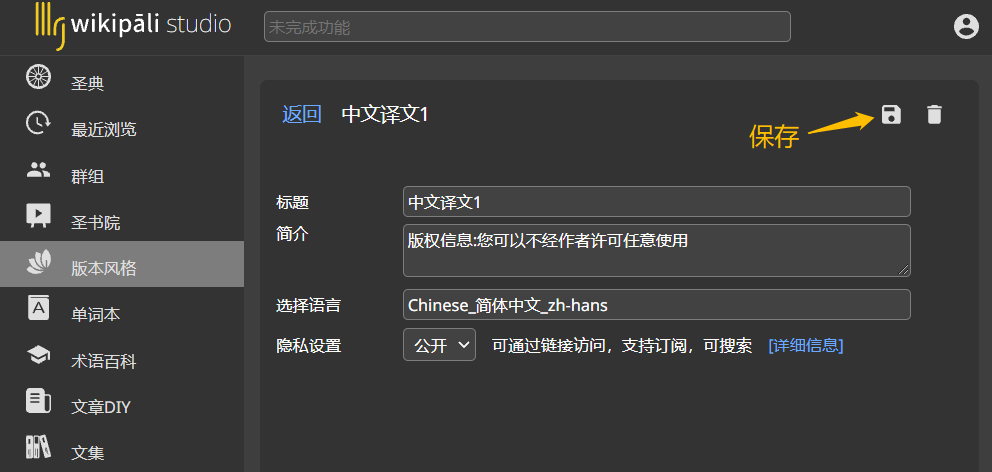 wikipāli studio
未完成功能
圣典
最近浏览
群组
圣书院
版本风格
单词本
术语百科
文章DIY
文集
返回 中文译文1
保存
标题 中文译文1
简介 版权信息:您可以不经作者许可任意使用
选择语言 Chinese_简体中文_zh-hans
隐私设置 公开 可通过链接访问，支持订阅，可搜索 [详细信息]